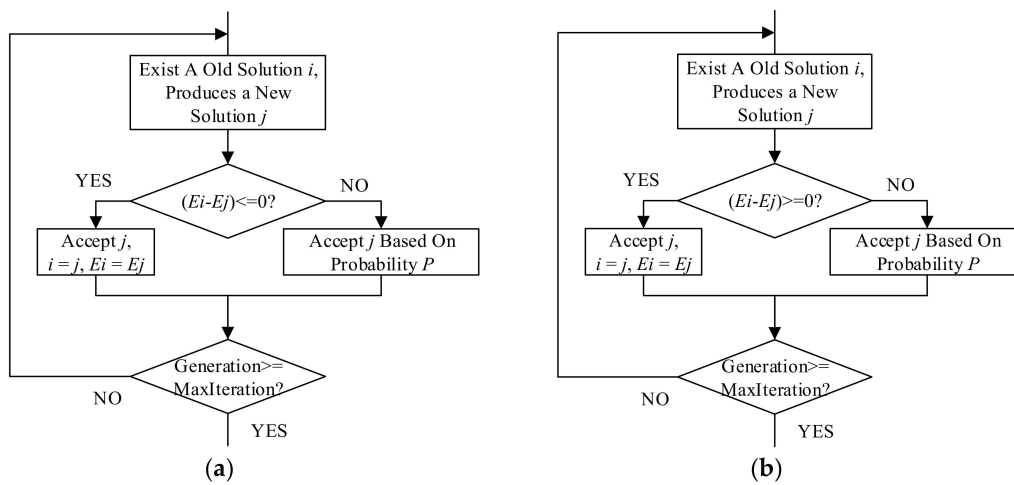 Exist A Old Solution i,
Produces a New
Solution j
YES
(Ei-Ej)<=0?
NO
Accept j,
i = j, Ei = Ej
Accept j Based On
Probability P
Generation>=
MaxIteration?
NO
YES
(a)
Exist A Old Solution i,
Produces a New
Solution j
YES
(Ei-Ej)>=0?
NO
Accept j,
i = j, Ei = Ej
Accept j Based On
Probability P
Generation>=
MaxIteration?
NO
YES
(b)